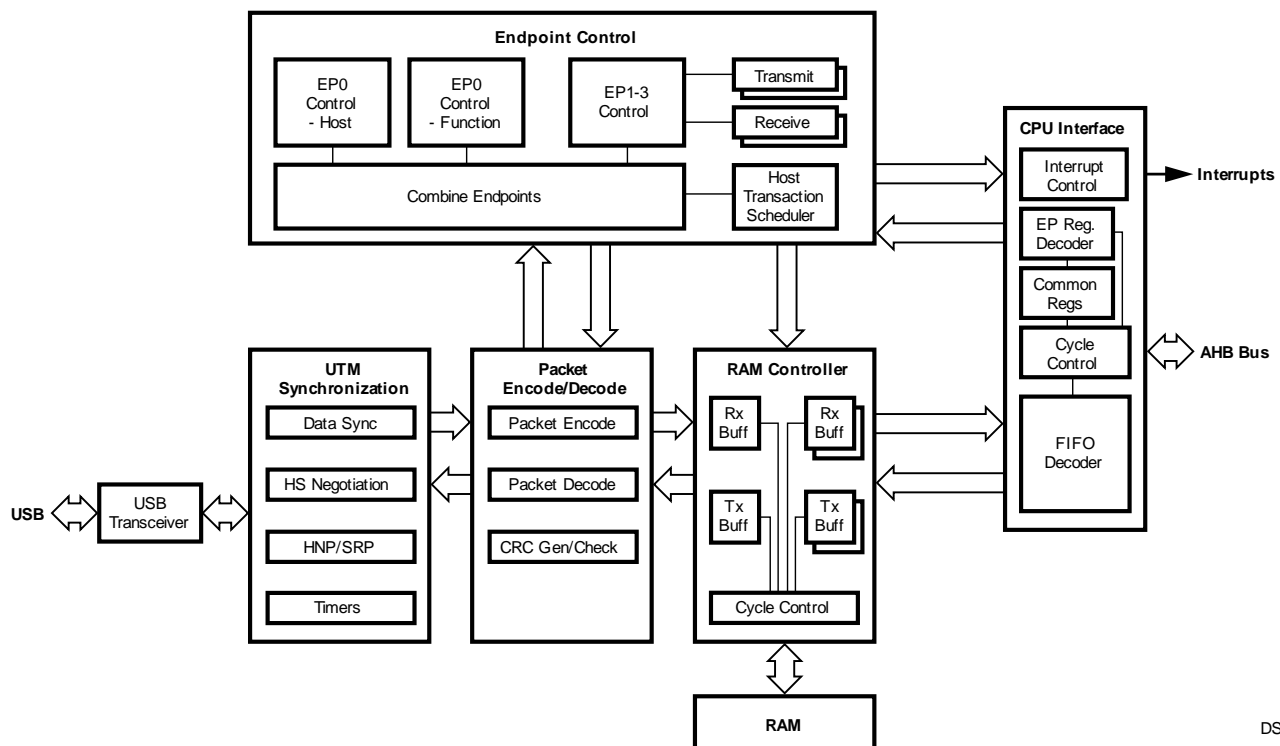 Endpoint Control
EP0
Control
- Host
EP0
Control
- Function
EP1-3
Control
Transmit
Receive
Combine Endpoints
Host
Transaction
Scheduler
CPU Interface
Interrupt
Control
Interrupts
EP Reg.
Decoder
Common
Regs
Cycle
Control
AHB Bus
FIFO
Decoder
UTM
Synchronization
Data Sync
HS Negotiation
HNP/SRP
Timers
Packet
Encode/Decode
Packet Encode
Packet Decode
CRC Gen/Check
RAM Controller
Rx
Buff
Rx
Buff
Tx
Buff
Tx
Buff
Cycle Control
USB
USB
Transceiver
RAM
DS